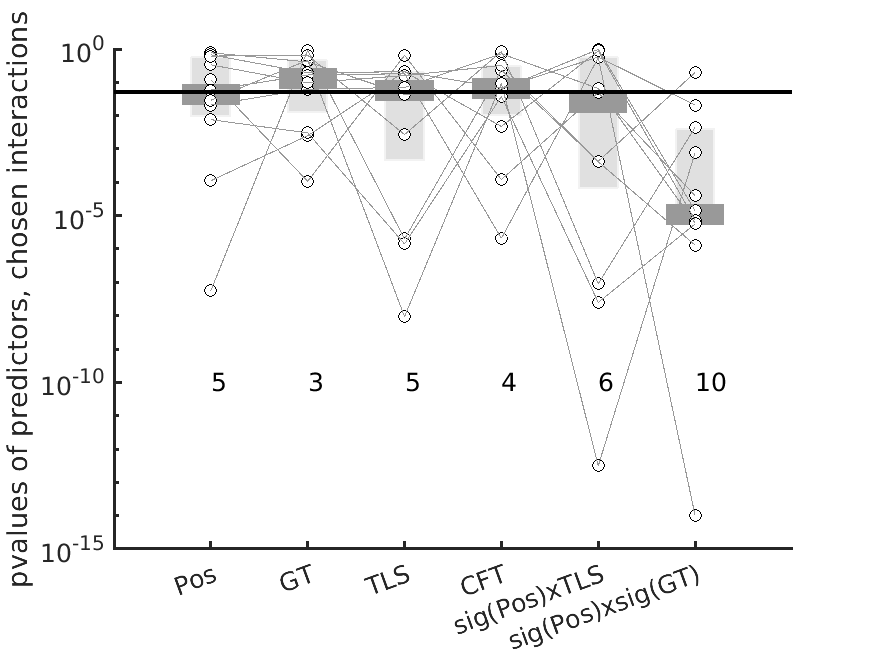 pvalues of predictors, chosen interactions
10^0
10^-5
10^-10
10^-15
5
3
5
4
6
10
Pos
GT
TLS
CFT
sig(Pos)xTLS
sig(Pos)xsig(GT)